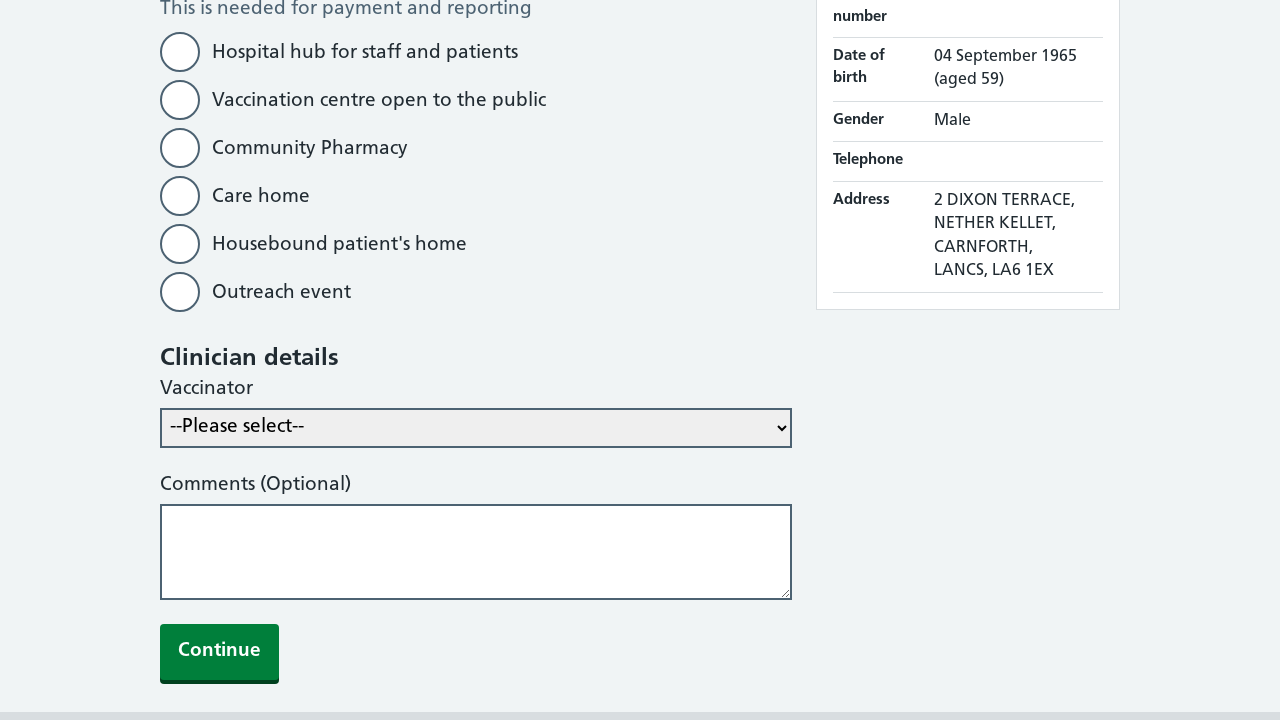 This is needed for payment and reporting
Hospital hub for staff and patients
Vaccination centre open to the public
Community Pharmacy
Care home
Housebound patient's home
Outreach event
Clinician details
Vaccinator
--Please select--
Comments (Optional)
Continue
number
Date of birth
04 September 1965
(aged 59)
Gender
Male
Telephone
Address
2 DIXON TERRACE,
NETHER KELLET,
CARNFORTH,
LANCS, LA6 1EX